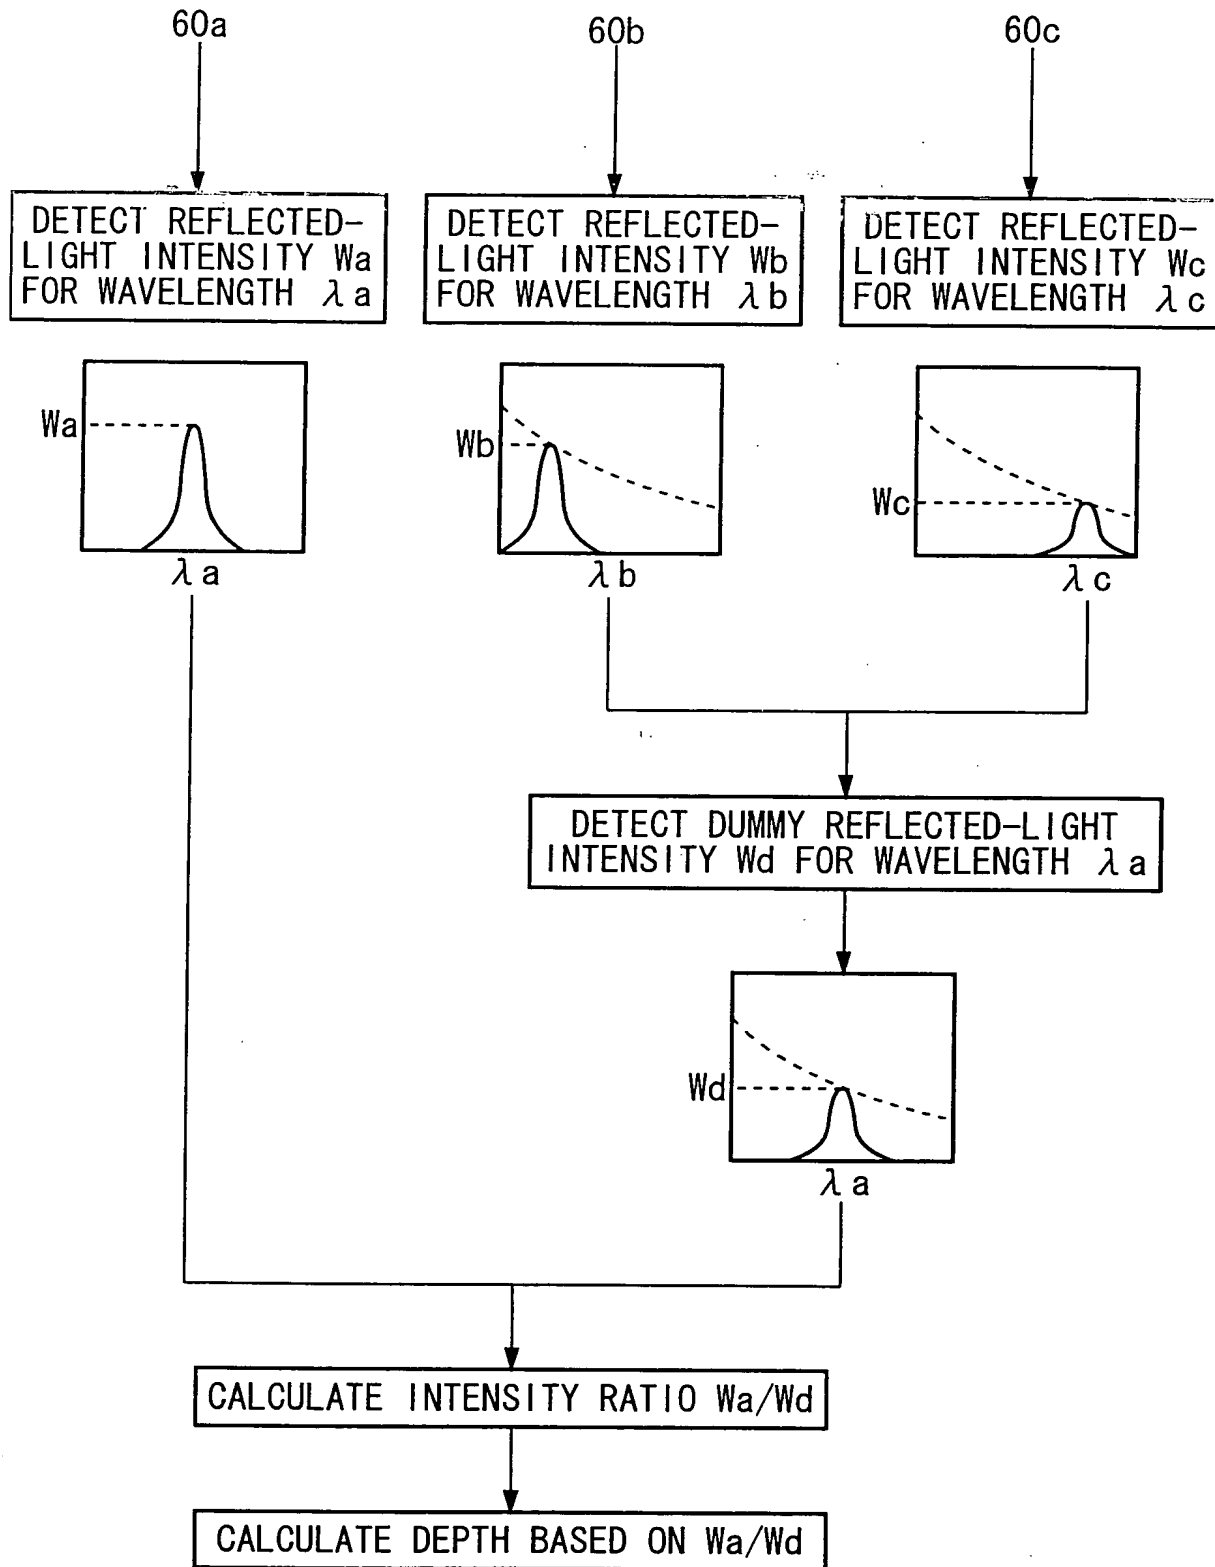 60a
60b
60c
DETECT REFLECTED-
LIGHT INTENSITY Wa
FOR WAVELENGTH λa
DETECT REFLECTED-
LIGHT INTENSITY Wb
FOR WAVELENGTH λb
DETECT REFLECTED-
LIGHT INTENSITY Wc
FOR WAVELENGTH λc
Wa
λa
Wb
λb
Wc
λc
DETECT DUMMY REFLECTED-LIGHT
INTENSITY Wd FOR WAVELENGTH λa
Wd
λa
CALCULATE INTENSITY RATIO Wa/Wd
CALCULATE DEPTH BASED ON Wa/Wd